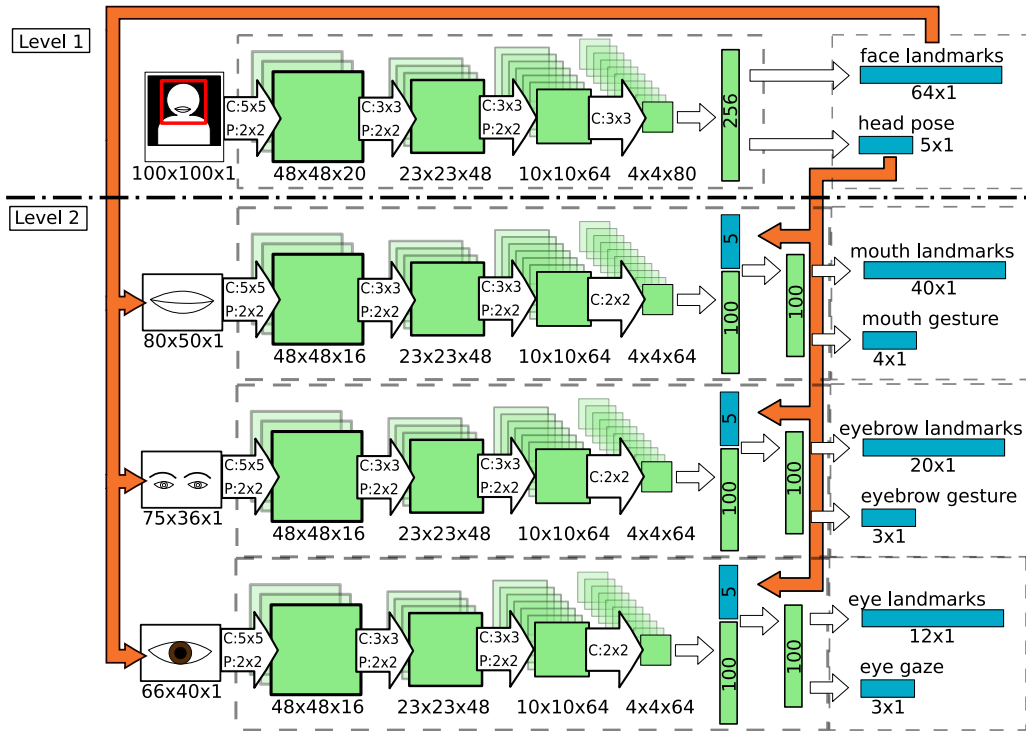 Level 1
face landmarks
64x1
head pose
5x1
C:5x5
P:2x2
C:3x3
P:2x2
C:3x3
P:2x2
C:3x3
256
100x100x1
48x48x20
23x23x48
10x10x64
4x4x80
Level 2
C:5x5
P:2x2
C:3x3
P:2x2
C:3x3
P:2x2
C:2x2
5
100
100
mouth landmarks
40x1
mouth gesture
4x1
80x50x1
48x48x16
23x23x48
10x10x64
4x4x64
C:5x5
P:2x2
C:3x3
P:2x2
C:3x3
P:2x2
C:2x2
5
100
100
eyebrow landmarks
20x1
eyebrow gesture
3x1
75x36x1
48x48x16
23x23x48
10x10x64
4x4x64
C:5x5
P:2x2
C:3x3
P:2x2
C:3x3
P:2x2
C:2x2
5
100
100
eye landmarks
12x1
eye gaze
3x1
66x40x1
48x48x16
23x23x48
10x10x64
4x4x64